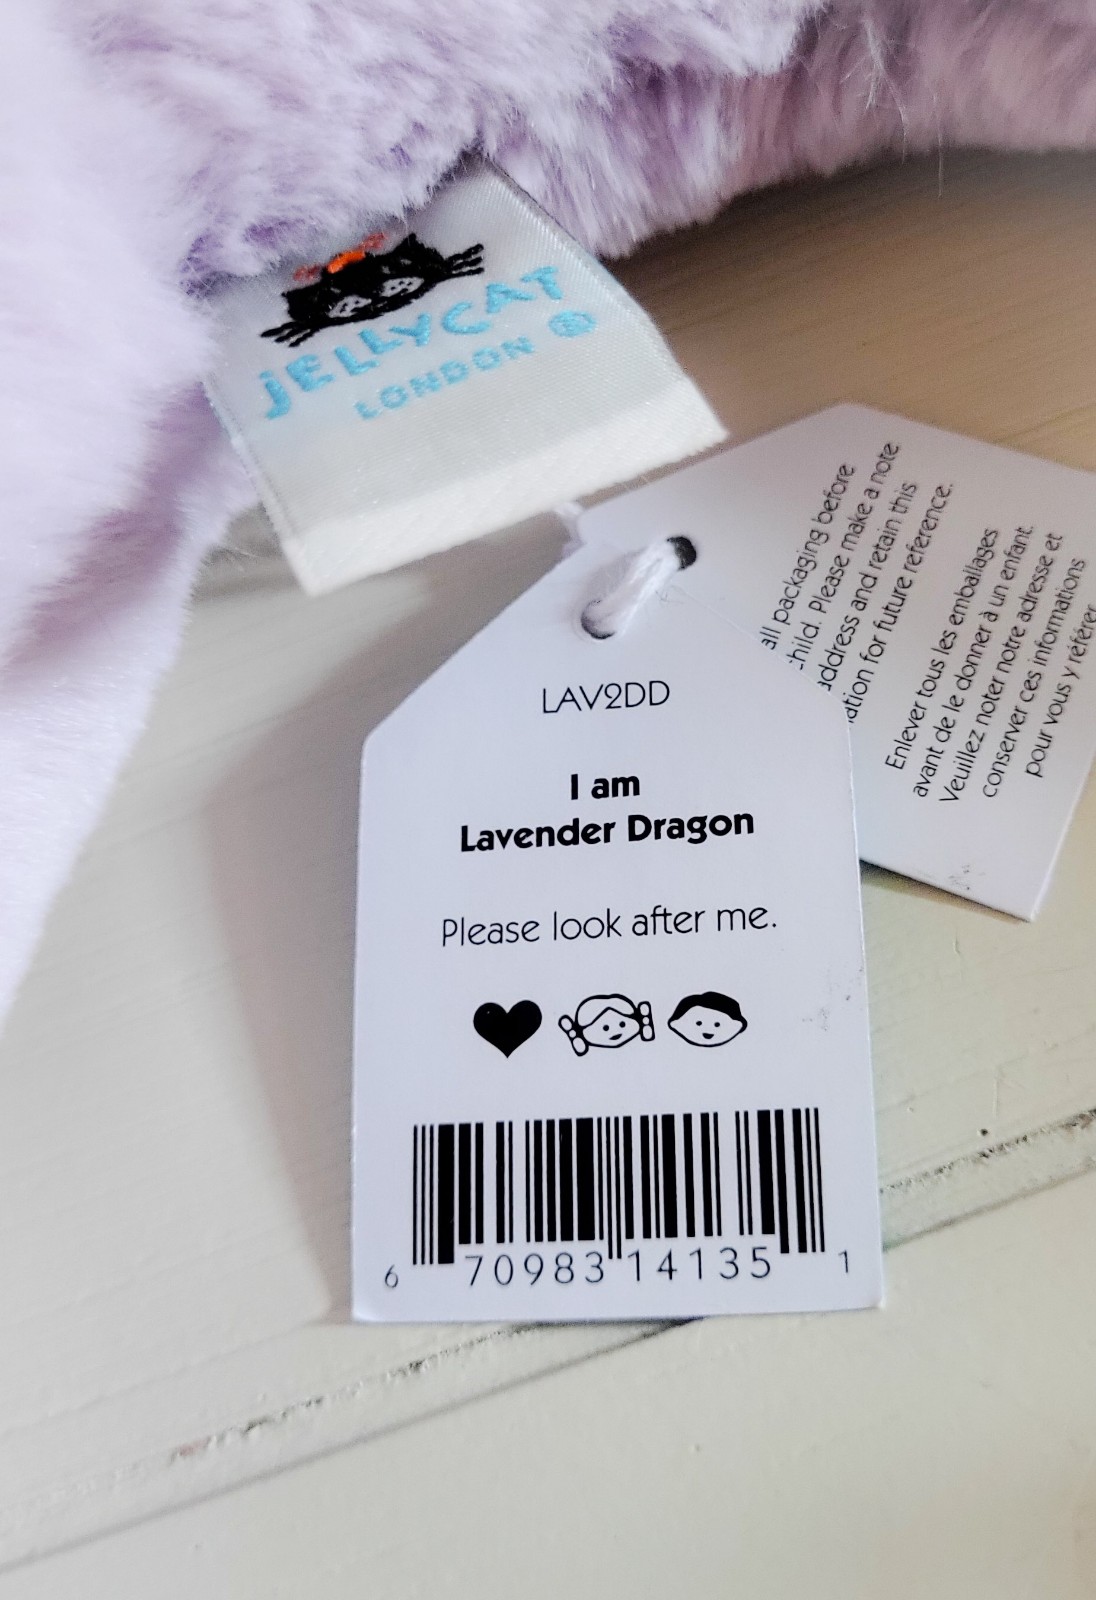 JELLYCAT
LONDON ®
LAV2DD
I am
Lavender Dragon
Please look after me.
6 70983 14135 1
all packaging before
child. Please make a note
address and retain this
for future reference.
Enlever tous les emballages
avant de le donner à un enfant.
Veuillez noter notre adresse et
conserver ces informations
pour vous y référer